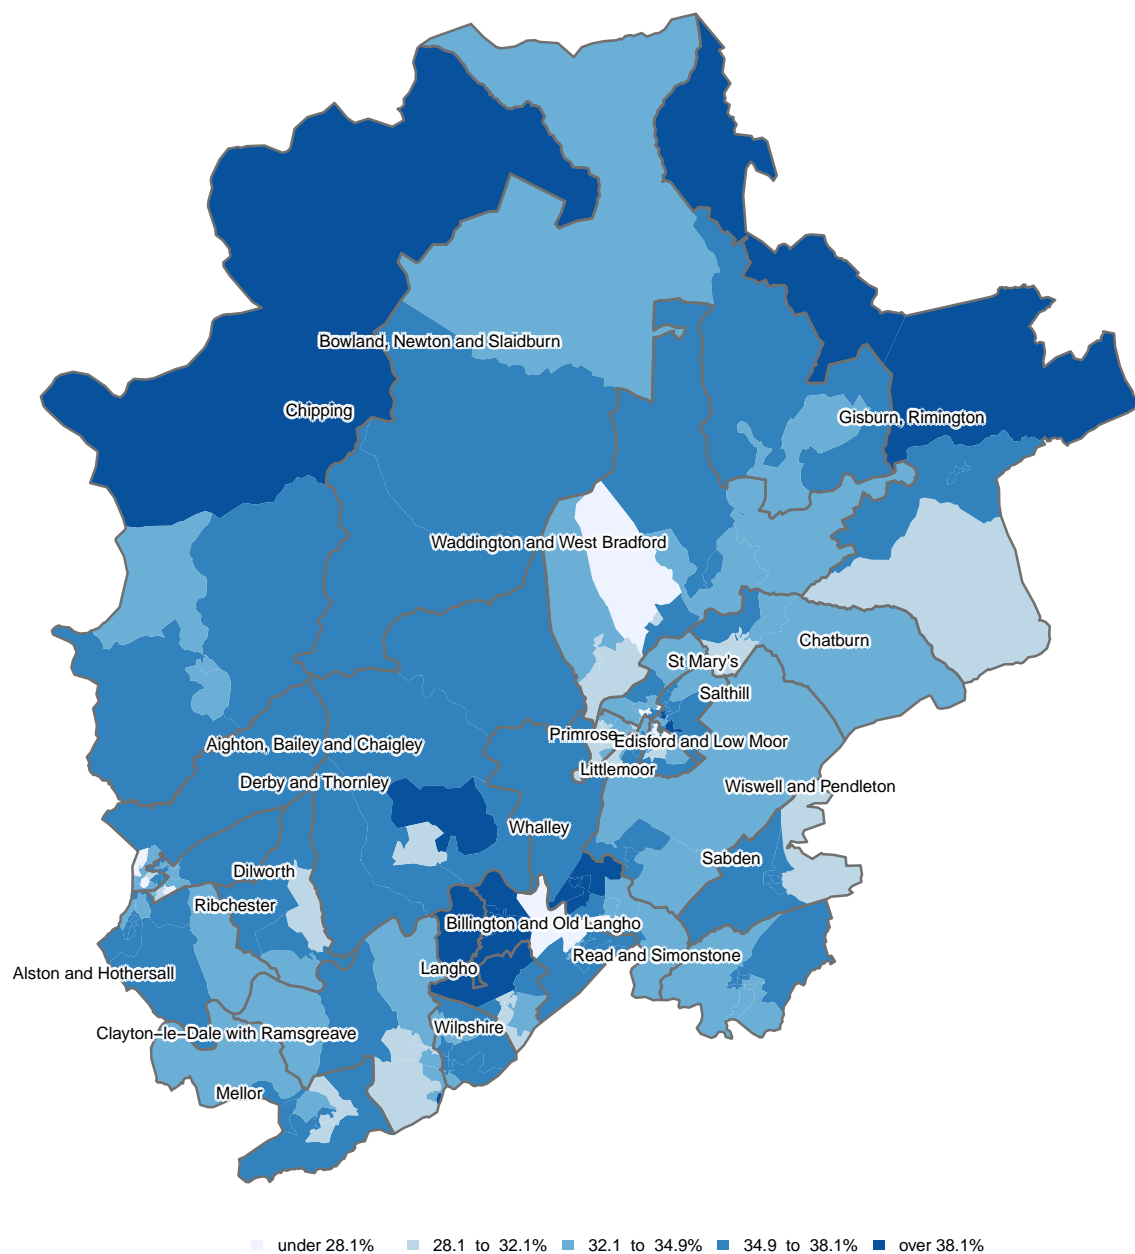 Bowland, Newton and Slaidburn
Chipping
Gisburn, Rimington
Waddington and West Bradford
Chatburn
St Mary's
Salthill
Primrose
Edisford and Low Moor
Aighton, Bailey and Chaigley
Littlemoor
Derby and Thornley
Wiswell and Pendleton
Whalley
Sabden
Dilworth
Ribchester
Billington and Old Langho
Read and Simonstone
Langho
Alston and Hothersall
Wilpshire
Clayton−le−Dale with Ramsgreave
Mellor
under 28.1% 28.1 to 32.1% 32.1 to 34.9% 34.9 to 38.1% over 38.1%